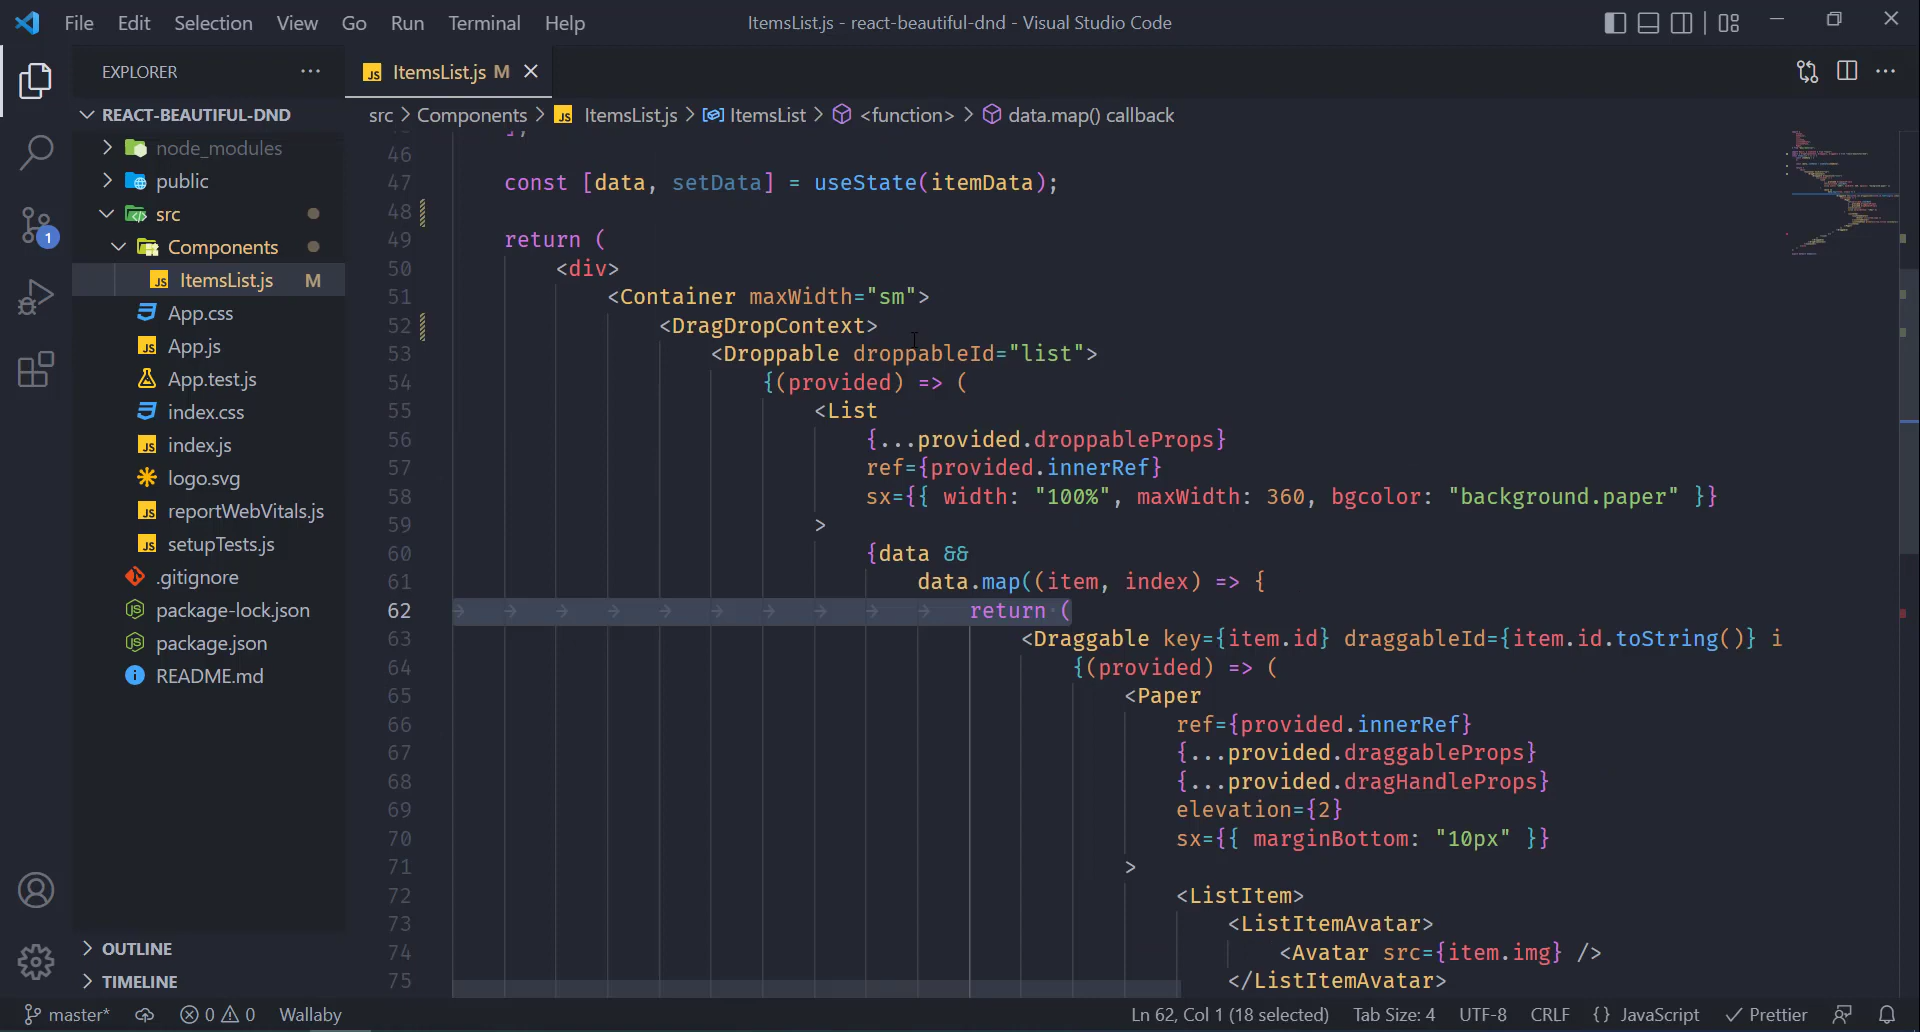 File Edit Selection View Go Run Terminal Help
ItemsList.js - react-beautiful-dnd - Visual Studio Code
EXPLORER
REACT-BEAUTIFUL-DND
node_modules
public
src
Components
ItemsList.js M
App.css
App.js
App.test.js
index.css
index.js
logo.svg
reportWebVitals.js
setupTests.js
.gitignore
package-lock.json
package.json
README.md
OUTLINE
TIMELINE
1
ItemsList.js M
src > Components > ItemsList.js > ItemsList > <function> > data.map() callback
46
47 const [data, setData] = useState(itemData);
48
49 return (
50 <div>
51 <Container maxWidth="sm">
52 <DragDropContext>
53 <Droppable droppableId="list">
54 {(provided) => (
55 <List
56 {...provided.droppableProps}
57 ref={provided.innerRef}
58 sx={{ width: "100%", maxWidth: 360, bgcolor: "background.paper" }}
59 >
60 {data &&
61 data.map((item, index) => {
62 return (
63 <Draggable key={item.id} draggableId={item.id.toString()} i
64 {(provided) => (
65 <Paper
66 ref={provided.innerRef}
67 {...provided.draggableProps}
68 {...provided.dragHandleProps}
69 elevation={2}
70 sx={{ marginBottom: "10px" }}
71 >
72 <ListItem>
73 <ListItemAvatar>
74 <Avatar src={item.img} />
75 </ListItemAvatar>
master* 0 0 Wallaby
Ln 62, Col 1 (18 selected) Tab Size: 4 UTF-8 CRLF {} JavaScript Prettier